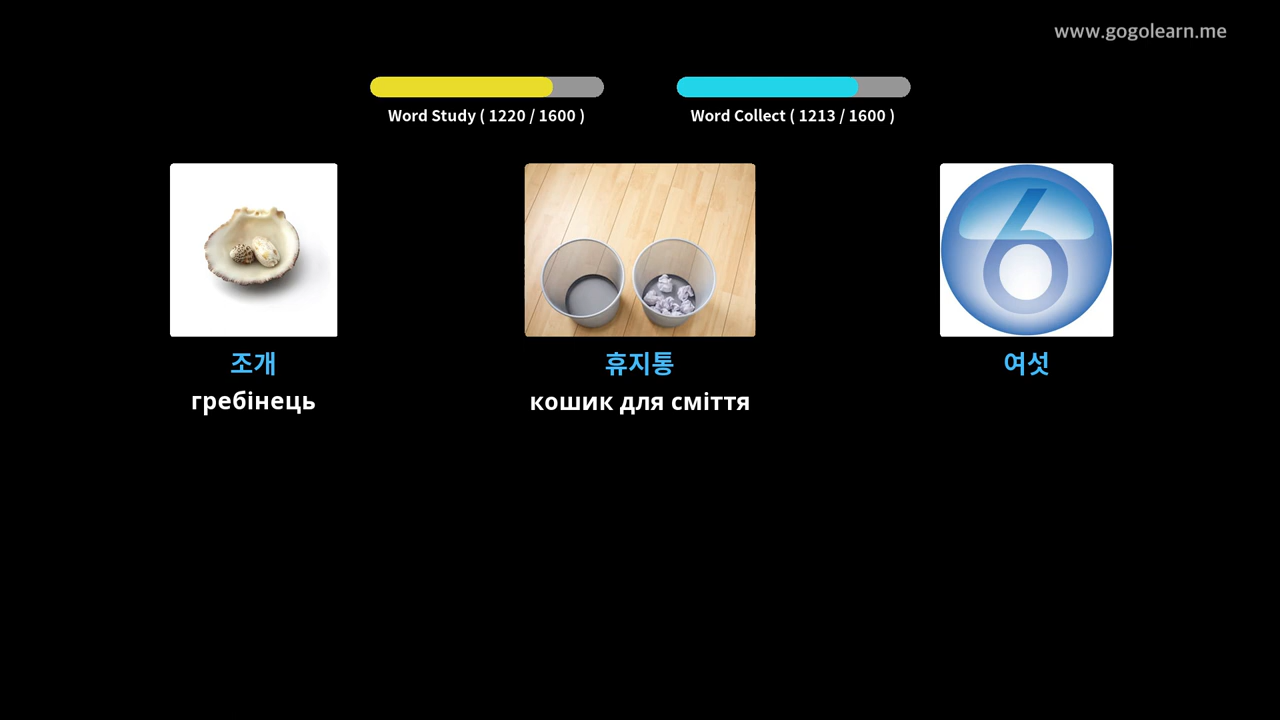 www.gogolearn.me
Word Study ( 1220 / 1600 )
Word Collect ( 1213 / 1600 )
6
조개
휴지통
여섯
гребінець
кошик для сміття